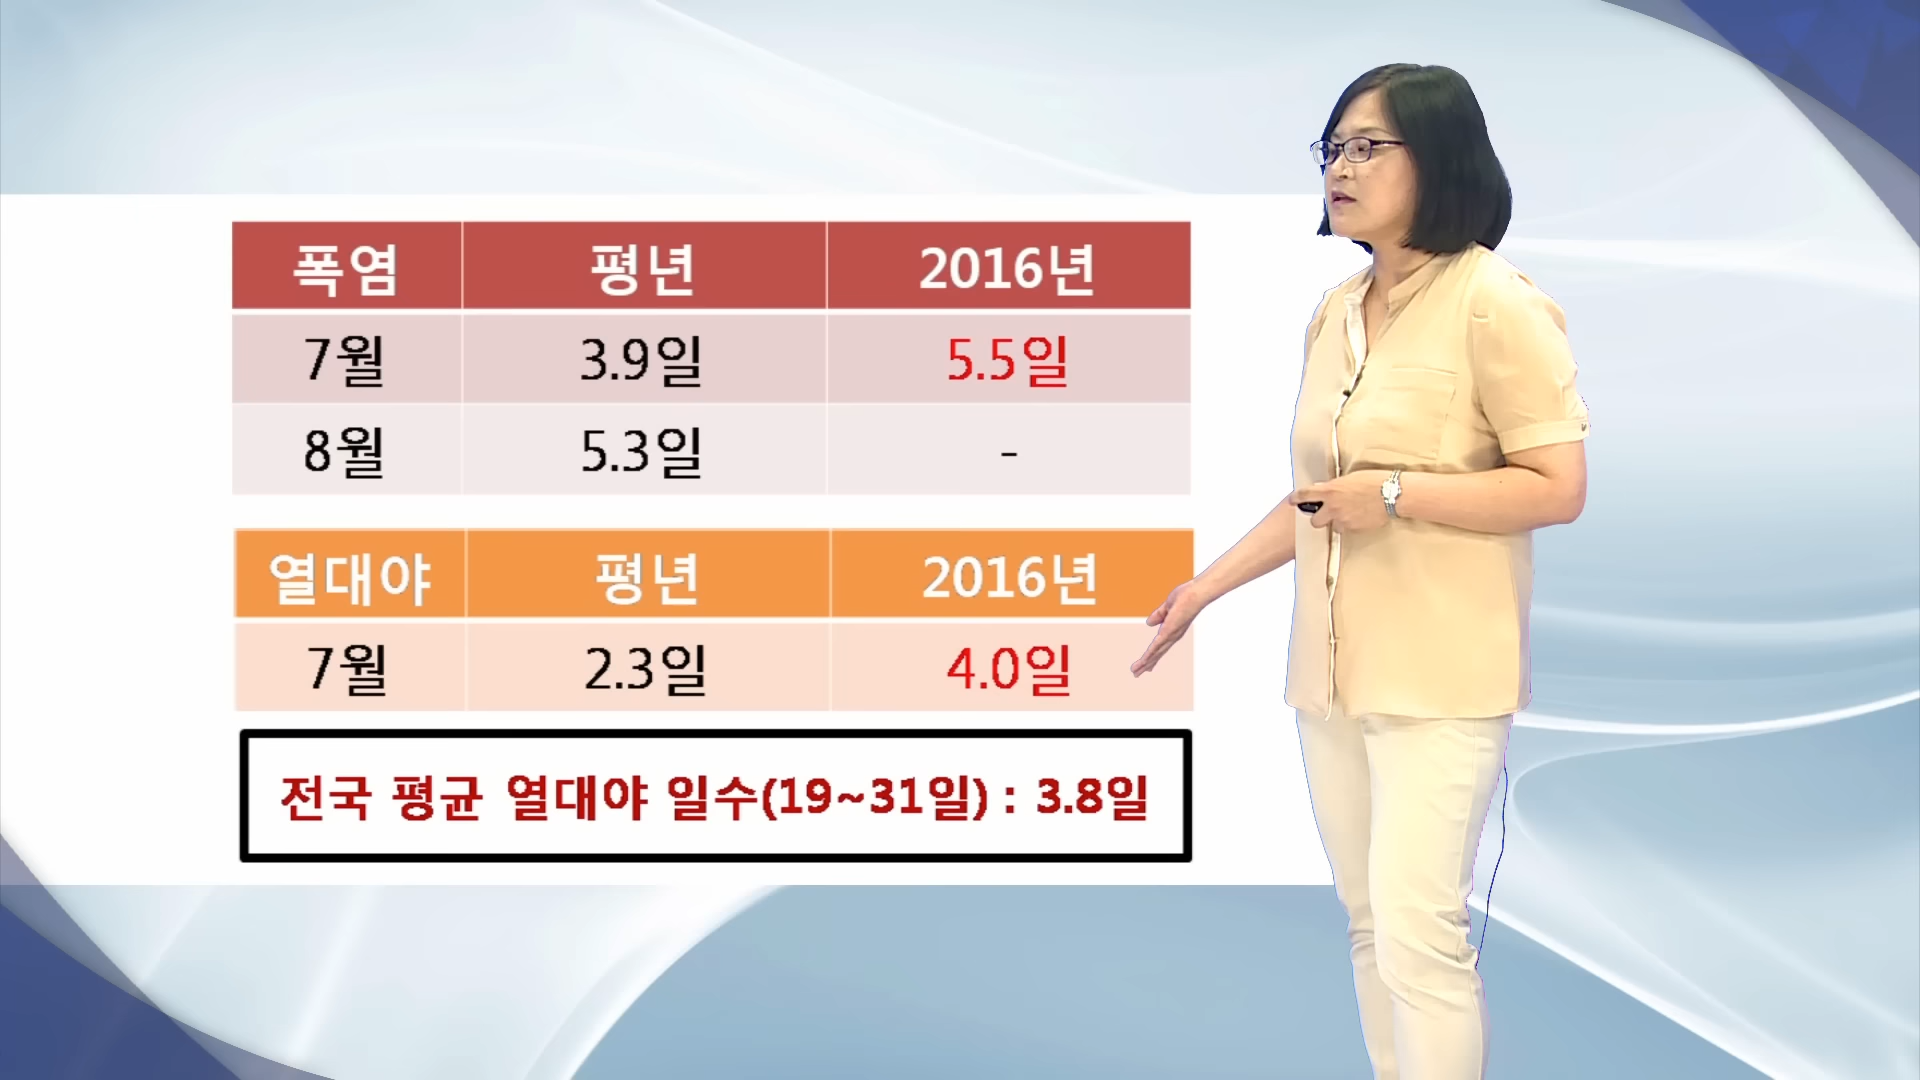 폭염 평년 2016년
7월 3.9일 5.5일
8월 5.3일 -
열대야 평년 2016년
7월 2.3일 4.0일
전국 평균 열대야 일수(19~31일) : 3.8일